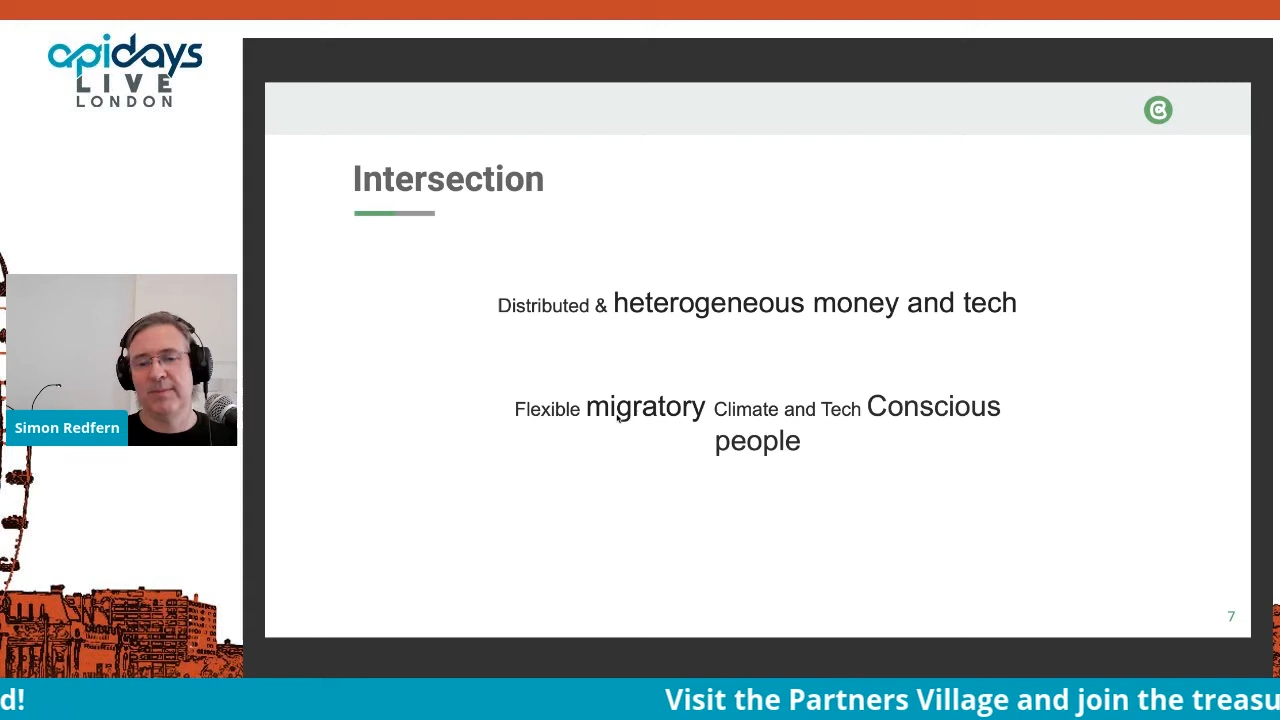 apidays
LIVE
LONDON
Intersection
Distributed & heterogeneous money and tech
Flexible migratory Climate and Tech Conscious
people
Simon Redfern
7
d!
Visit the Partners Village and join the treasu